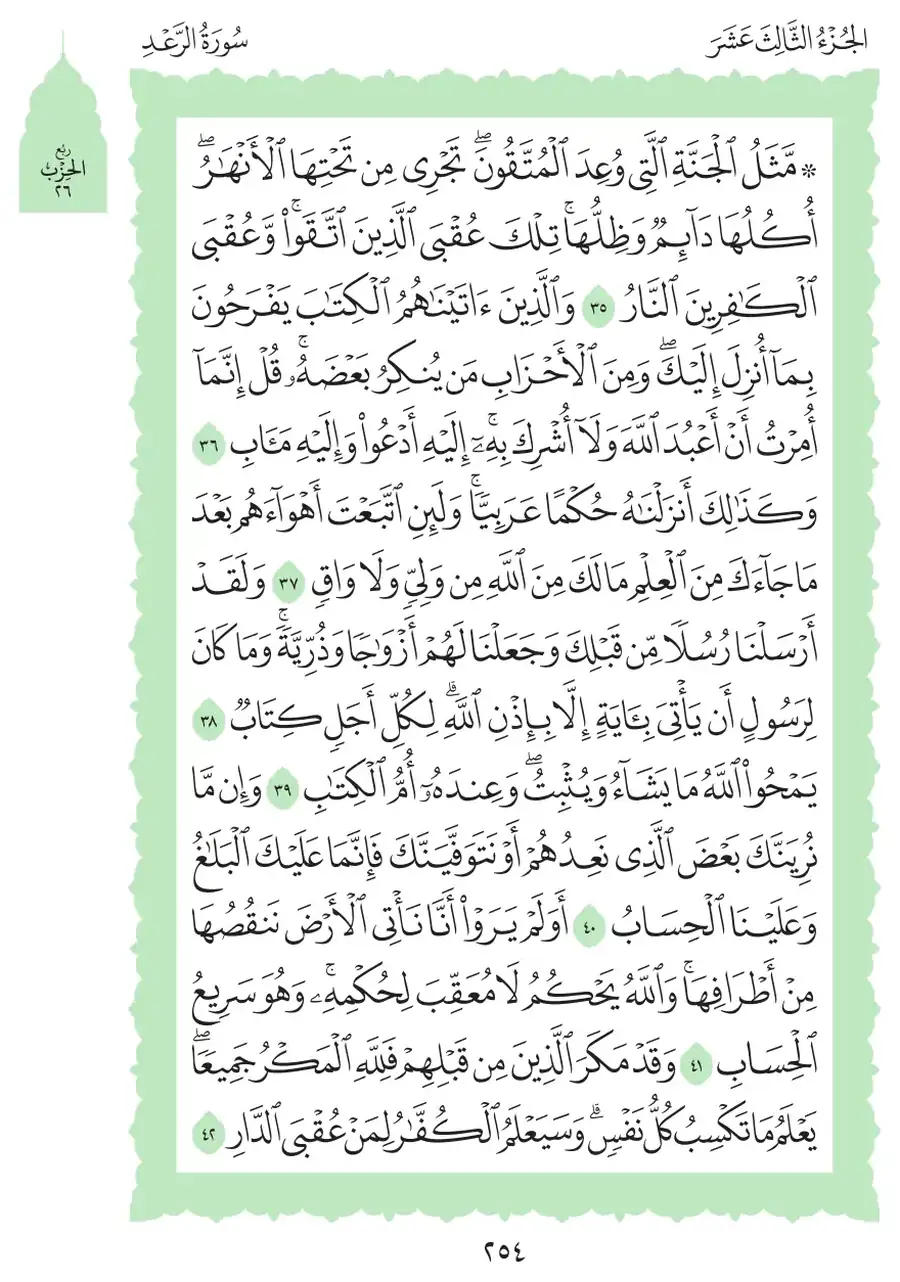 الجُزْءُ الثَّالِثَ عَشَرَ
سُورَةُ الرَّعْدِ
رُبع
الحِزْب
٢٦
۞ مَّثَلُ ٱلْجَنَّةِ ٱلَّتِى وُعِدَ ٱلْمُتَّقُونَۖ تَجْرِى مِن تَحْتِهَا ٱلْأَنْهَٰرُۖ
أُكُلُهَا دَآئِمٌ وَظِلُّهَاۚ تِلْكَ عُقْبَى ٱلَّذِينَ ٱتَّقَوا۟ۚ وَّعُقْبَى
ٱلْكَٰفِرِينَ ٱلنَّارُ ٣٥ وَٱلَّذِينَ ءَاتَيْنَٰهُمُ ٱلْكِتَٰبَ يَفْرَحُونَ
بِمَآ أُنزِلَ إِلَيْكَۖ وَمِنَ ٱلْأَحْزَابِ مَن يُنكِرُ بَعْضَهُۥۚ قُلْ إِنَّمَآ
أُمِرْتُ أَنْ أَعْبُدَ ٱللَّهَ وَلَآ أُشْرِكَ بِهِۦٓۚ إِلَيْهِ أَدْعُوا۟ وَإِلَيْهِ مَـَٔابِ ٣٦
وَكَذَٰلِكَ أَنزَلْنَٰهُ حُكْمًا عَرَبِيًّاۚ وَلَئِنِ ٱتَّبَعْتَ أَهْوَآءَهُم بَعْدَ
مَا جَآءَكَ مِنَ ٱلْعِلْمِ مَا لَكَ مِنَ ٱللَّهِ مِن وَلِىٍّ وَلَا وَاقٍ ٣٧ وَلَقَدْ
أَرْسَلْنَا رُسُلًا مِّن قَبْلِكَ وَجَعَلْنَا لَهُمْ أَزْوَٰجًا وَذُرِّيَّةًۚ وَمَا كَانَ
لِرَسُولٍ أَن يَأْتِىَ بِـَٔايَةٍ إِلَّا بِإِذْنِ ٱللَّهِۗ لِكُلِّ أَجَلٍ كِتَابٌ ٣٨
يَمْحُوا۟ ٱللَّهُ مَا يَشَآءُ وَيُثْبِتُۖ وَعِندَهُۥٓ أُمُّ ٱلْكِتَٰبِ ٣٩ وَإِن مَّا
نُرِيَنَّكَ بَعْضَ ٱلَّذِى نَعِدُهُمْ أَوْ نَتَوَفَّيَنَّكَ فَإِنَّمَا عَلَيْكَ ٱلْبَلَٰغُ
وَعَلَيْنَا ٱلْحِسَابُ ٤٠ أَوَلَمْ يَرَوْا۟ أَنَّا نَأْتِى ٱلْأَرْضَ نَنقُصُهَا
مِنْ أَطْرَافِهَاۚ وَٱللَّهُ يَحْكُمُ لَا مُعَقِّبَ لِحُكْمِهِۦۚ وَهُوَ سَرِيعُ
ٱلْحِسَابِ ٤١ وَقَدْ مَكَرَ ٱلَّذِينَ مِن قَبْلِهِمْ فَلِلَّهِ ٱلْمَكْرُ جَمِيعًاۖ
يَعْلَمُ مَا تَكْسِبُ كُلُّ نَفْسٍۗ وَسَيَعْلَمُ ٱلْكُفَّٰرُ لِمَنْ عُقْبَى ٱلدَّارِ ٤٢
٢٥٤